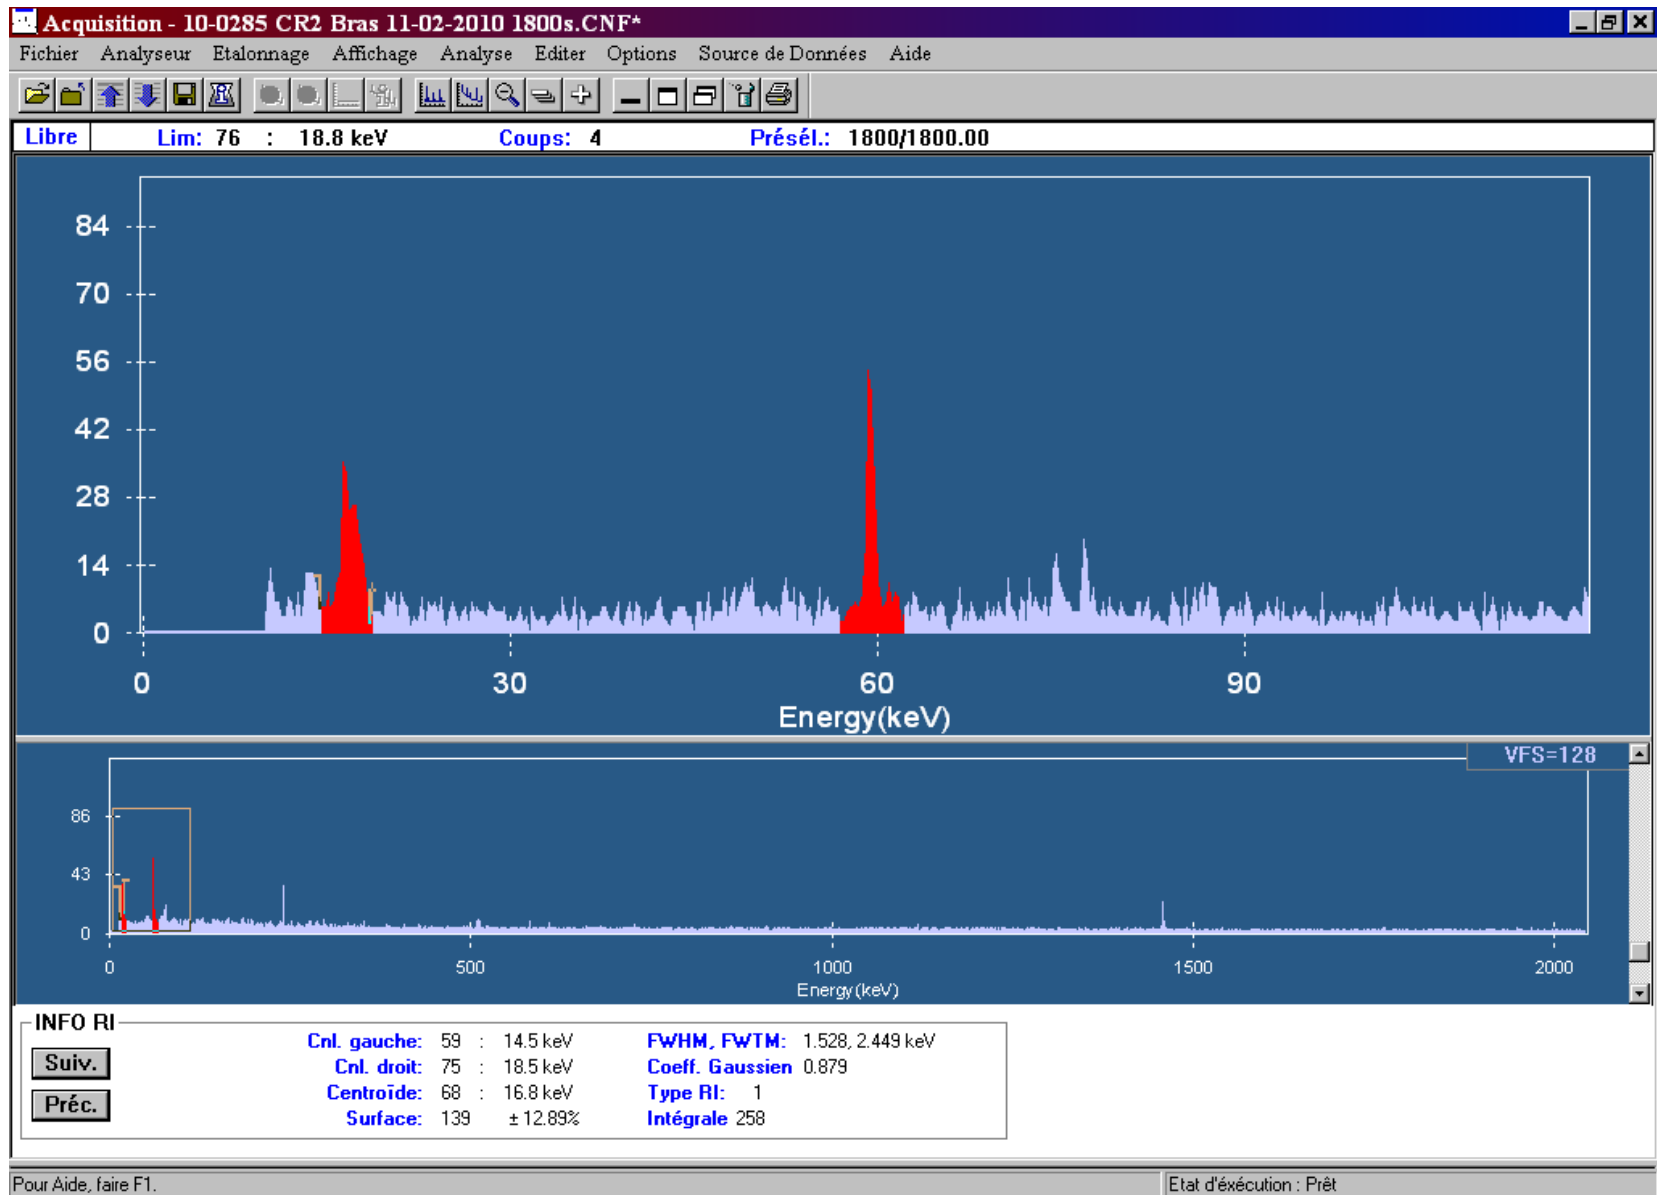 Acquisition - 10-0285 CR2 Bras 11-02-2010 1800s.CNF*
Fichier Analyseur Etalonnage Affichage Analyse Editer Options Source de Données Aide
Libre Lim: 76 : 18.8 keV Coups: 4 Présél.: 1800/1800.00
84
70
56
42
28
14
0
0 30 60 90
Energy(keV)
VFS=128
86
43
0
0 500 1000 1500 2000
Energy(keV)
INFO RI
Suiv.
Préc.
Cnl. gauche: 59 : 14.5 keV
Cnl. droit: 75 : 18.5 keV
Centroïde: 68 : 16.8 keV
Surface: 139 ± 12.89%
FWHM, FWTM: 1.528, 2.449 keV
Coeff. Gaussien 0.879
Type RI: 1
Intégrale 258
Pour Aide, faire F1.
Etat d'éxécution : Prêt